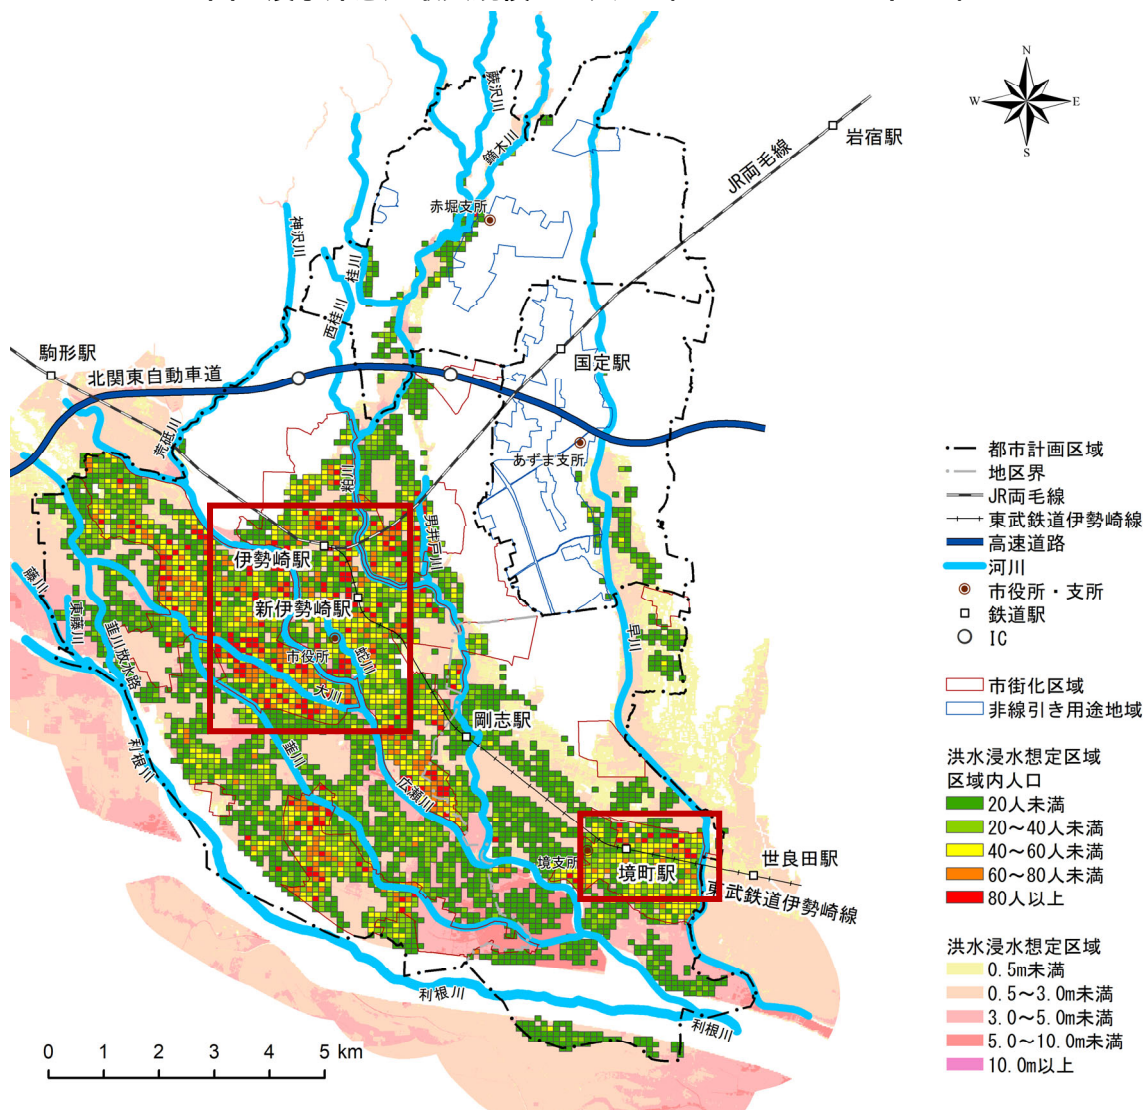 N
W
E
S
蕨沢川
鏑木川
岩宿駅
JR両毛線
赤堀支所
神沢川
桂川
西桂川
駒形駅
国定駅
北関東自動車道
荒砥川
あずま支所
粕川
男井戸川
伊勢崎駅
新伊勢崎駅
藤川
東藤川
韮川放水路
市役所
蛇川
大川
早川
剛志駅
利根川
韮川
広瀬川
境支所
境町駅
世良田駅
東武鉄道伊勢崎線
利根川
利根川
0 1 2 3 4 5 km
都市計画区域
地区界
JR両毛線
東武鉄道伊勢崎線
高速道路
河川
市役所・支所
鉄道駅
IC
市街化区域
非線引き用途地域
洪水浸水想定区域
区域内人口
20人未満
20～40人未満
40～60人未満
60～80人未満
80人以上
洪水浸水想定区域
0.5m未満
0.5～3.0m未満
3.0～5.0m未満
5.0～10.0m未満
10.0m以上